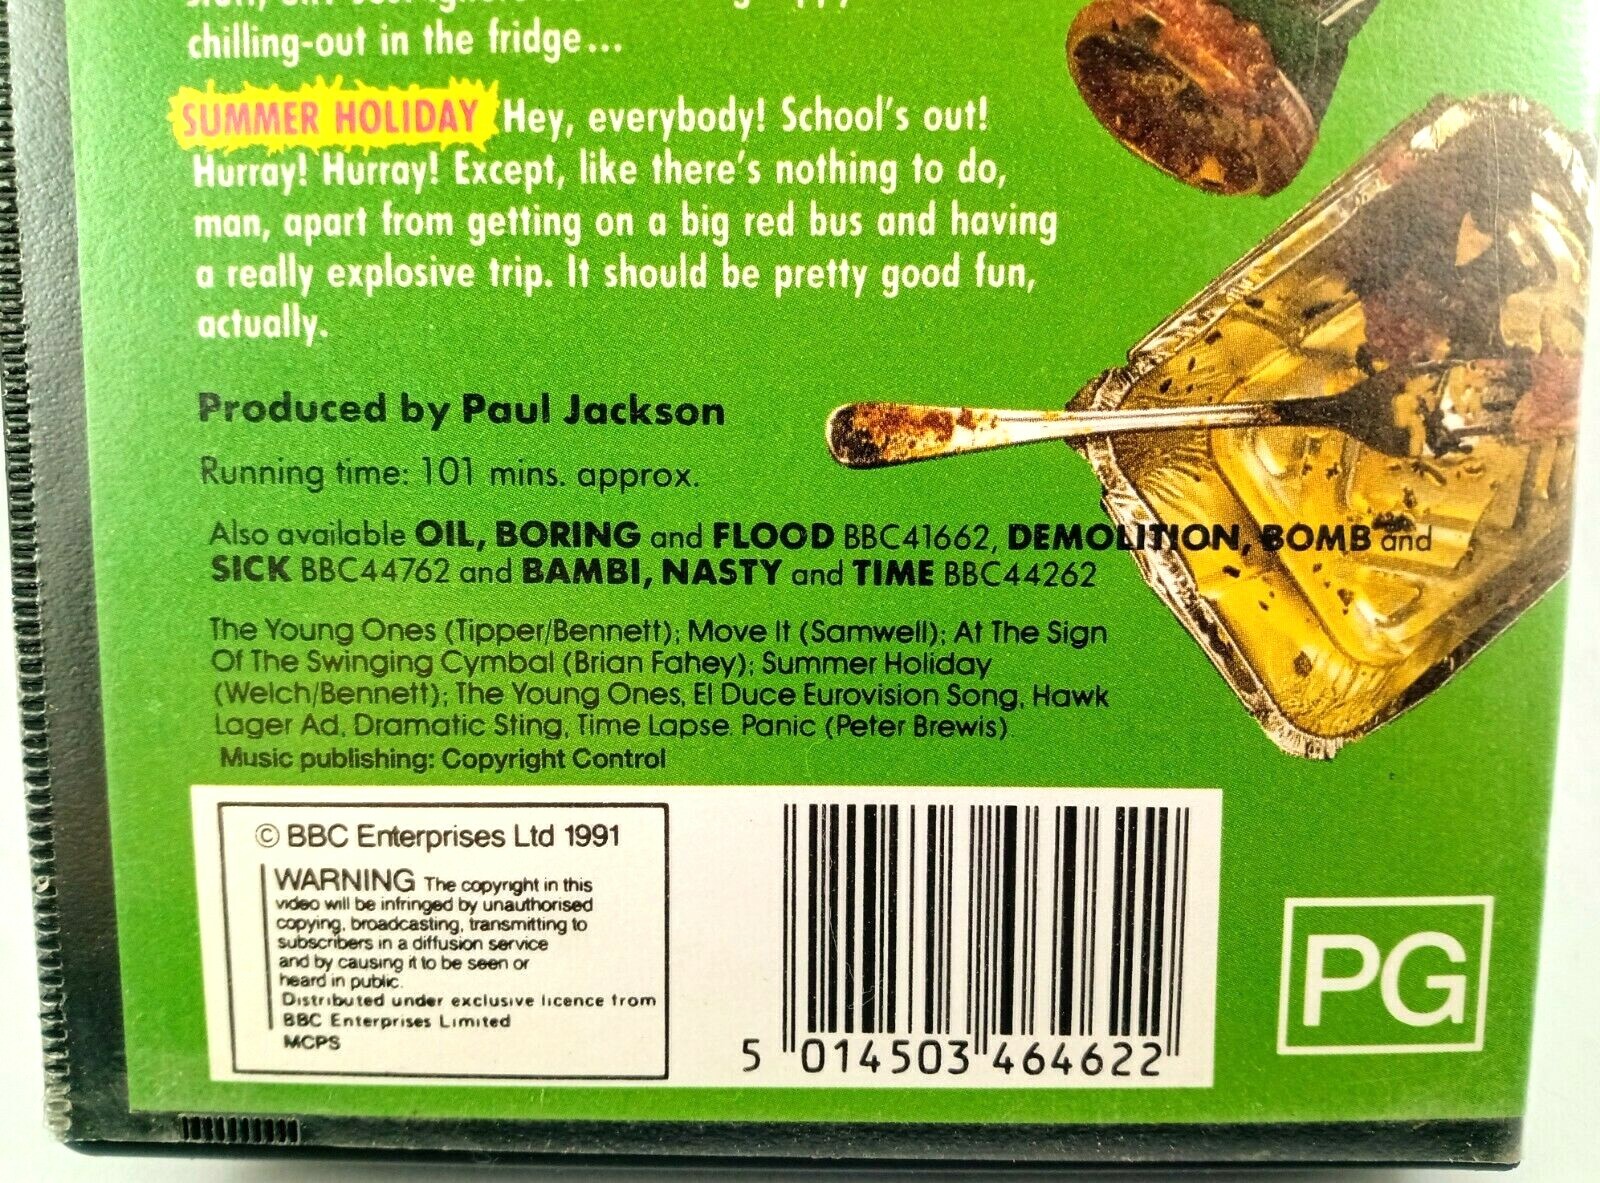 chilling-out in the fridge...
SUMMER HOLIDAY Hey, everybody! School's out!
Hurray! Hurray! Except, like there's nothing to do,
man, apart from getting on a big red bus and having
a really explosive trip. It should be pretty good fun,
actually.
Produced by Paul Jackson
Running time: 101 mins. approx.
Also available OIL, BORING and FLOOD BBC41662, DEMOLITION, BOMB and
SICK BBC44762 and BAMBI, NASTY and TIME BBC44262
The Young Ones (Tipper/Bennett); Move It (Samwell); At The Sign
Of The Swinging Cymbal (Brian Fahey); Summer Holiday
(Welch/Bennett); The Young Ones, El Duce Eurovision Song, Hawk
Lager Ad, Dramatic Sting, Time Lapse. Panic (Peter Brewis).
Music publishing: Copyright Control
© BBC Enterprises Ltd 1991
WARNING The copyright in this
video will be infringed by unauthorised
copying, broadcasting, transmitting to
subscribers in a diffusion service
and by causing it to be seen or
heard in public.
Distributed under exclusive licence from
BBC Enterprises Limited
MCPS
5 014503 464622
PG